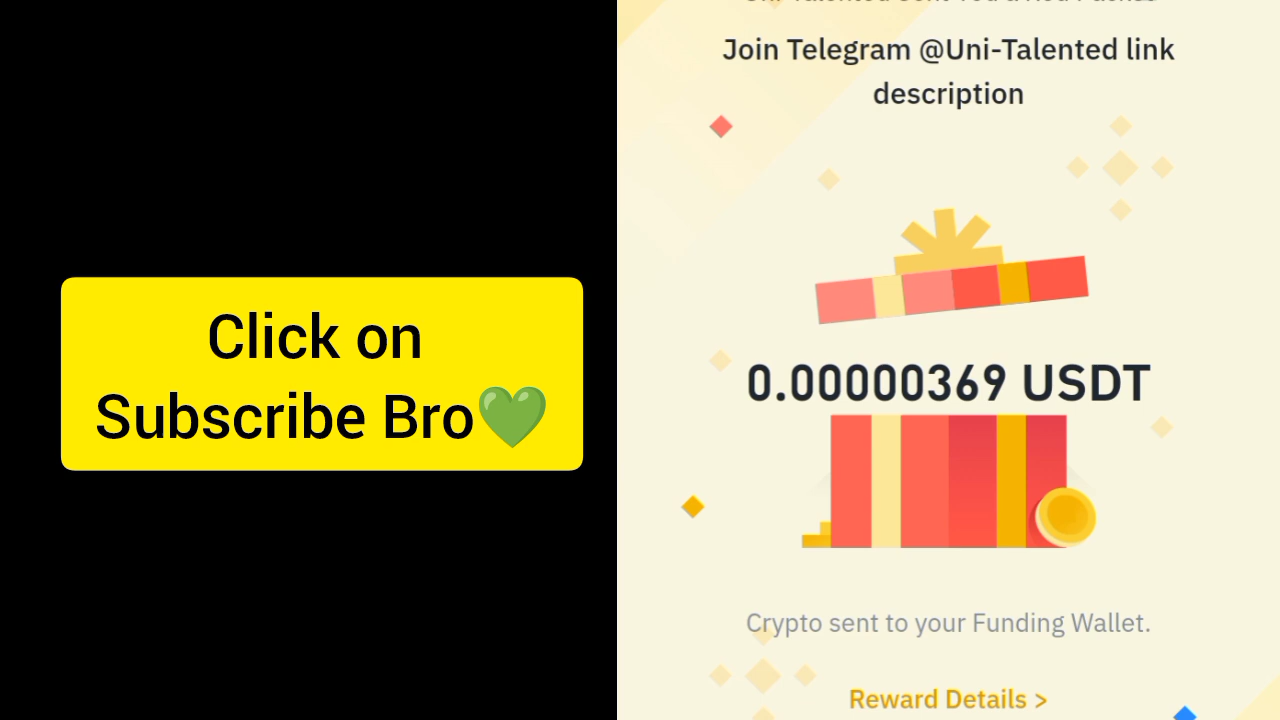 Click on
Subscribe Bro💚
Join Telegram @Uni-Talented link
description
0.00000369 USDT
Crypto sent to your Funding Wallet.
Reward Details >